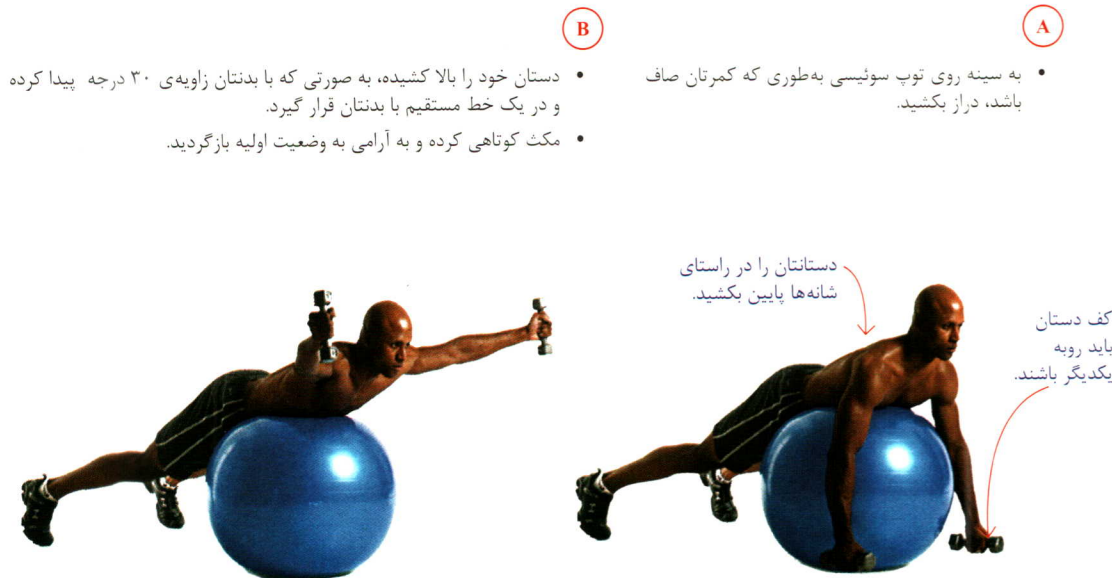 A
• به سینه روی توپ سوئیسی به‌طوری که کمرتان صاف
باشد، دراز بکشید.
دستانتان را در راستای
شانه‌ها پایین بکشید.
کف دستان
باید روبه
یکدیگر باشند.
B
• دستان خود را بالا کشیده، به صورتی که با بدنتان زاویه‌ی ۳۰ درجه پیدا کرده
و در یک خط مستقیم با بدنتان قرار گیرد.
• مکث کوتاهی کرده و به آرامی به وضعیت اولیه بازگردید.